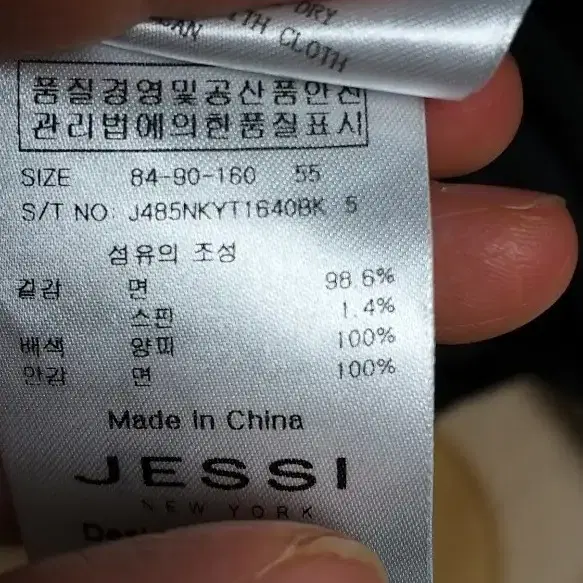 DRY
WITH CLOTH
품질경영및공산품안전
관리법에의한품질표시
SIZE 84-90-160 55
S/T NO: J485NKYT1640BK 5
섬유의 조성
겉감 면 98.6%
스판 1.4%
배색 양피 100%
안감 면 100%
Made in China
JESSI
NEW YORK